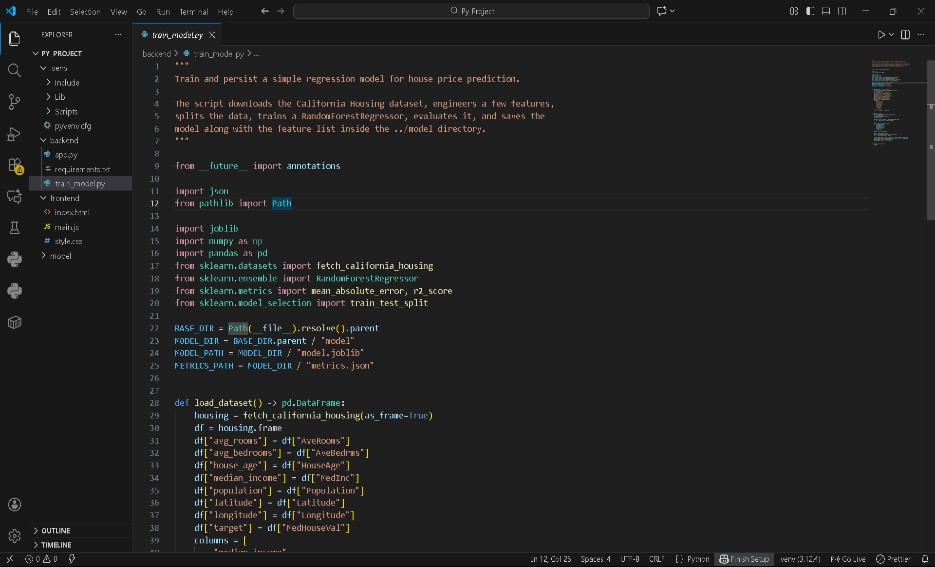 File Edit Selection View Go Run Terminal Help
Py_Project
EXPLORER
PY_PROJECT
.venv
Include
Lib
Scripts
pyvenv.cfg
backend
app.py
requirements.txt
train_model.py
frontend
index.html
main.js
style.css
model
OUTLINE
TIMELINE
train_model.py
backend > train_model.py > ...
1 """
2 Train and persist a simple regression model for house price prediction.
3
4 The script downloads the California Housing dataset, engineers a few features,
5 splits the data, trains a RandomForestRegressor, evaluates it, and saves the
6 model along with the feature list inside the ../model directory.
7 """
8
9 from __future__ import annotations
10
11 import json
12 from pathlib import Path
13
14 import joblib
15 import numpy as np
16 import pandas as pd
17 from sklearn.datasets import fetch_california_housing
18 from sklearn.ensemble import RandomForestRegressor
19 from sklearn.metrics import mean_absolute_error, r2_score
20 from sklearn.model_selection import train_test_split
21
22 BASE_DIR = Path(__file__).resolve().parent
23 MODEL_DIR = BASE_DIR.parent / "model"
24 MODEL_PATH = MODEL_DIR / "model.joblib"
25 METRICS_PATH = MODEL_DIR / "metrics.json"
26
27
28 def load_dataset() -> pd.DataFrame:
29 housing = fetch_california_housing(as_frame=True)
30 df = housing.frame
31 df["avg_rooms"] = df["AveRooms"]
32 df["avg_bedrooms"] = df["AveBedrms"]
33 df["house_age"] = df["HouseAge"]
34 df["median_income"] = df["MedInc"]
35 df["population"] = df["Population"]
36 df["latitude"] = df["Latitude"]
37 df["longitude"] = df["Longitude"]
38 df["target"] = df["MedHouseVal"]
39 columns = [
0 0 Ln 12, Col 25 Spaces: 4 UTF-8 CRLF Python Finish Setup venv (3.12.4) Go Live Prettier